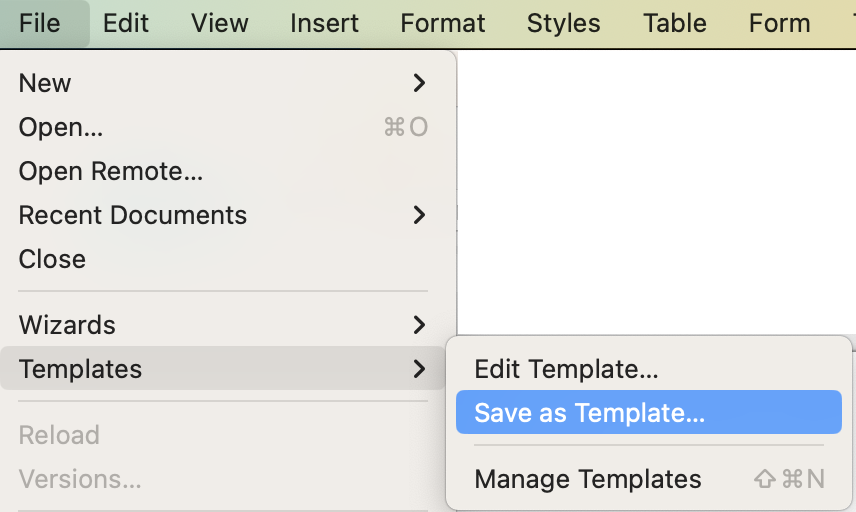 File Edit View Insert Format Styles Table Form
New
Open... ⌘O
Open Remote...
Recent Documents
Close
Wizards
Templates
Edit Template...
Save as Template...
Reload
Versions...
Manage Templates ⇧⌘N